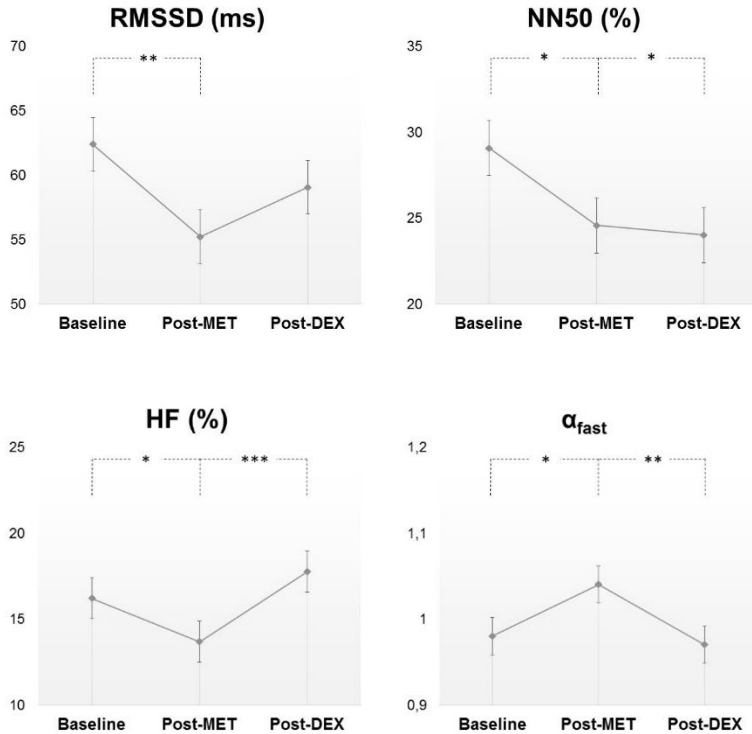 RMSSD (ms)
70
65
60
55
50
**
Baseline Post-MET Post-DEX
NN50 (%)
35
30
25
20
* *
Baseline Post-MET Post-DEX
HF (%)
25
20
15
10
* ***
Baseline Post-MET Post-DEX
αfast
1,2
1,1
1
0,9
* **
Baseline Post-MET Post-DEX